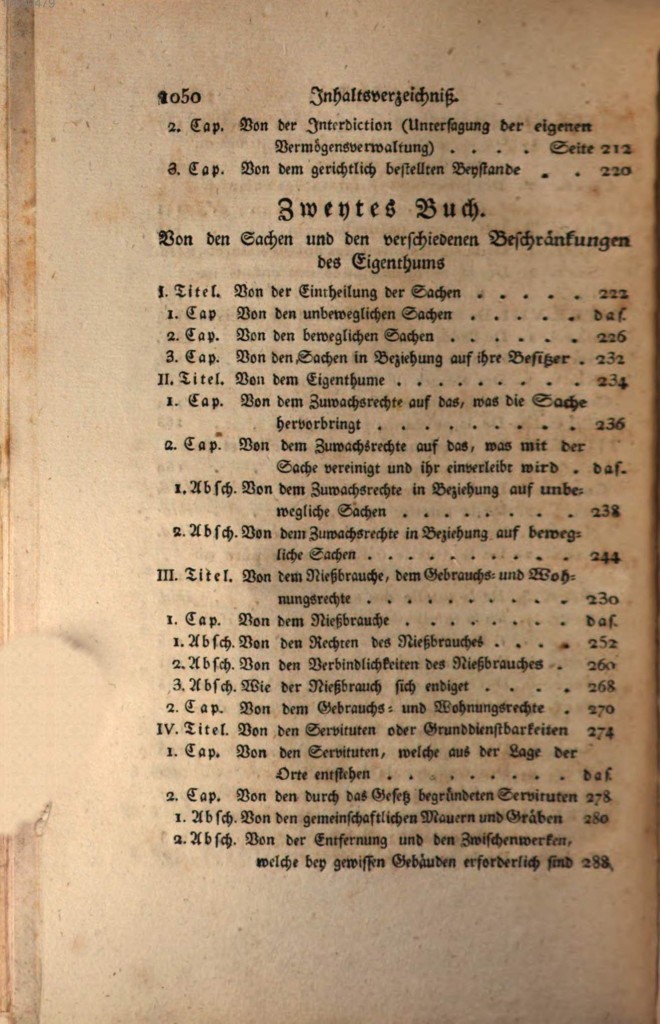 1050 Inhaltsverzeichniß.
2. Cap. Von der Interdiction (Untersagung der eigenen
Vermögensverwaltung) . . . . Seite 212
3. Cap. Von dem gerichtlich bestellten Beystande . . 220
Zweytes Buch.
Von den Sachen und den verschiedenen Beschränkungen
des Eigenthums
I. Titel. Von der Eintheilung der Sachen . . . . . 222
1. Cap Von den unbeweglichen Sachen . . . . . das.
2. Cap. Von den beweglichen Sachen . . . . . . 226
3. Cap. Von den Sachen in Beziehung auf ihre Besitzer . 232
II. Titel. Von dem Eigenthume . . . . . . . . . 234
1. Cap. Von dem Zuwachsrechte auf das, was die Sache
hervorbringt . . . . . . . . . 236
2. Cap. Von dem Zuwachsrechte auf das, was mit der
Sache vereinigt und ihr einverleibt wird . das.
1. Absch. Von dem Zuwachsrechte in Beziehung auf unbe-
wegliche Sachen . . . . . . . . 238
2. Absch. Von dem Zuwachsrechte in Beziehung auf beweg-
liche Sachen . . . . . . . . . . 244
III. Titel. Von dem Nießbrauche, dem Gebrauchs- und Woh-
nungsrechte . . . . . . . . . . 230
1. Cap. Von dem Nießbrauche . . . . . . . das.
1. Absch. Von den Rechten des Nießbrauches . . . . 252
2. Absch. Von den Verbindlichkeiten des Nießbrauches . 260
3. Absch. Wie der Nießbrauch sich endiget . . . . 268
2. Cap. Von dem Gebrauchs- und Wohnungsrechte . 270
IV. Titel. Von den Servituten oder Grunddienstbarkeiten 274
1. Cap. Von den Servituten, welche aus der Lage der
Orte entstehen . . . . . . . . . das.
2. Cap. Von den durch das Gesetz begründeten Servituten 278
1. Absch. Von den gemeinschaftlichen Mauern und Gräben 280
2. Absch. Von der Entfernung und den Zwischenwerken,
welche bey gewissen Gebäuden erforderlich sind 288